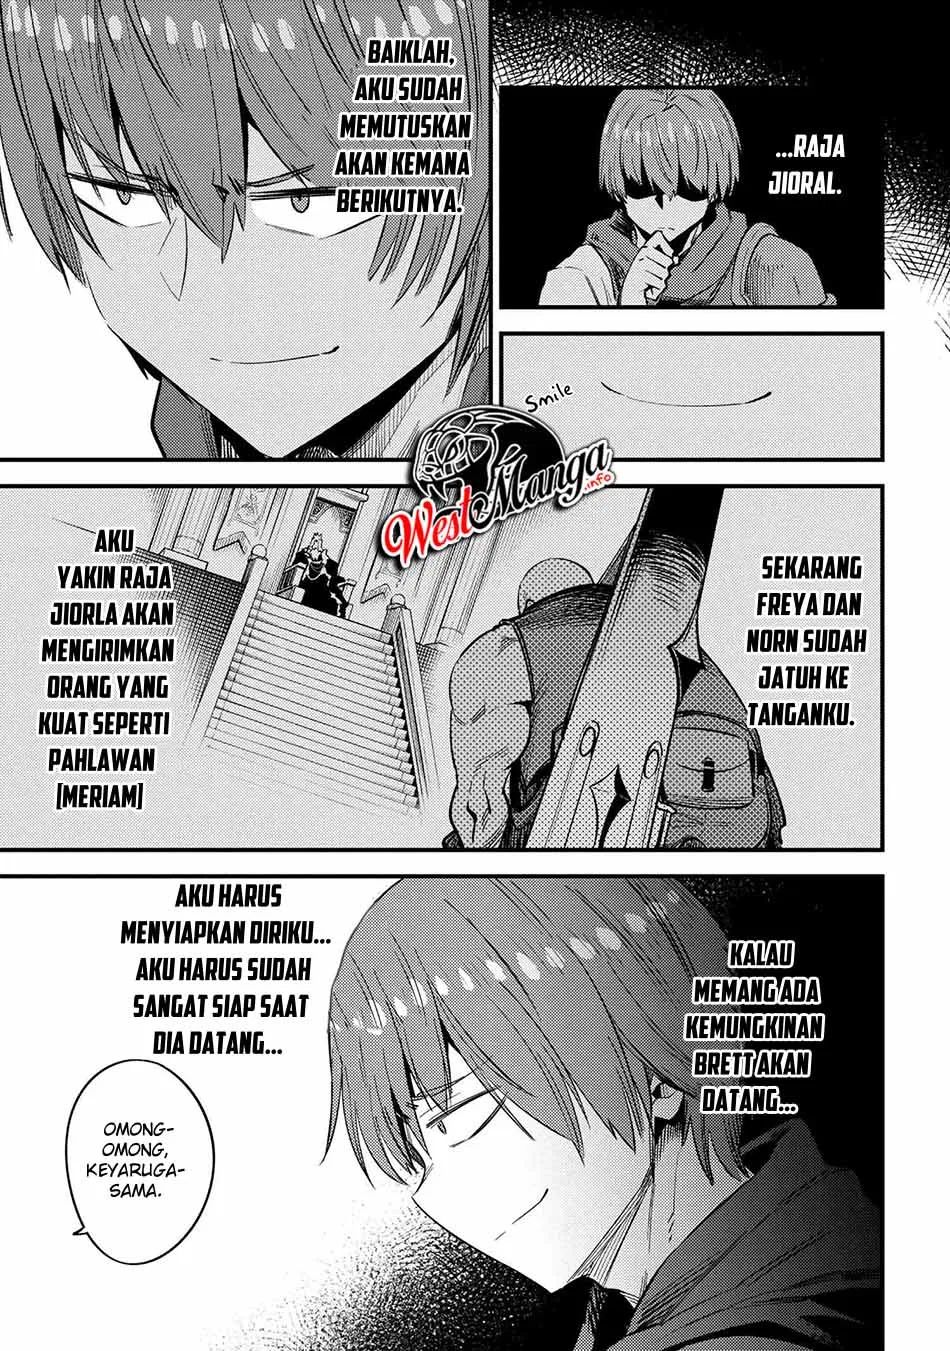 ...RAJA
JIORAL.
Smile
BAIKLAH,
AKU SUDAH
MEMUTUSKAN
AKAN KEMANA
BERIKUTNYA.
WestManga
.info
SEKARANG
FREYA DAN
NORN SUDAH
JATUH KE
TANGANKU.
AKU
YAKIN RAJA
JIORLA AKAN
MENGIRIMKAN
ORANG YANG
KUAT SEPERTI
PAHLAWAN
[MERIAM]
KALAU
MEMANG ADA
KEMUNGKINAN
BRETT AKAN
DATANG...
AKU HARUS
MENYIAPKAN DIRIKU...
AKU HARUS SUDAH
SANGAT SIAP SAAT
DIA DATANG...
OMONG-
OMONG,
KEYARUGA-
SAMA.